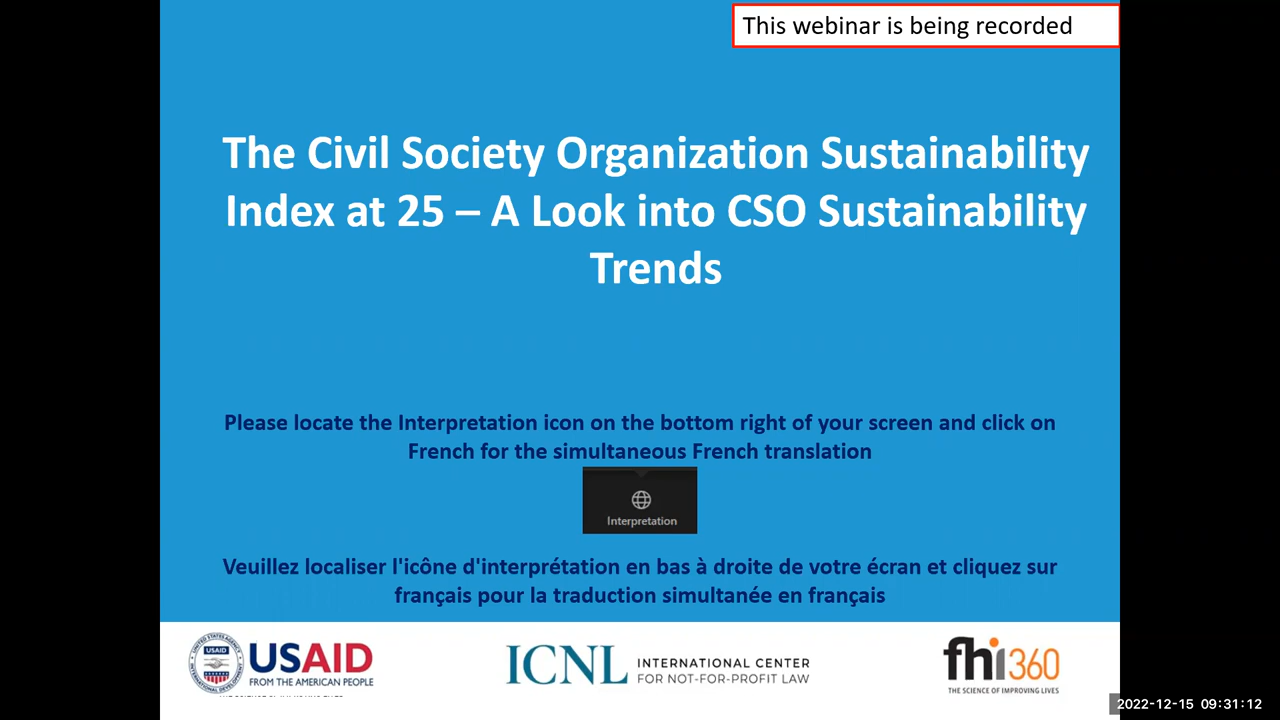 This webinar is being recorded
The Civil Society Organization Sustainability
Index at 25 – A Look into CSO Sustainability
Trends
Please locate the Interpretation icon on the bottom right of your screen and click on
French for the simultaneous French translation
Interpretation
Veuillez localiser l'icône d'interprétation en bas à droite de votre écran et cliquez sur
français pour la traduction simultanée en français
USAID
USAID
FROM THE AMERICAN PEOPLE
ICNL
INTERNATIONAL CENTER
FOR NOT-FOR-PROFIT LAW
fhi360
THE SCIENCE OF IMPROVING LIVES
2022-12-15 09:31:12